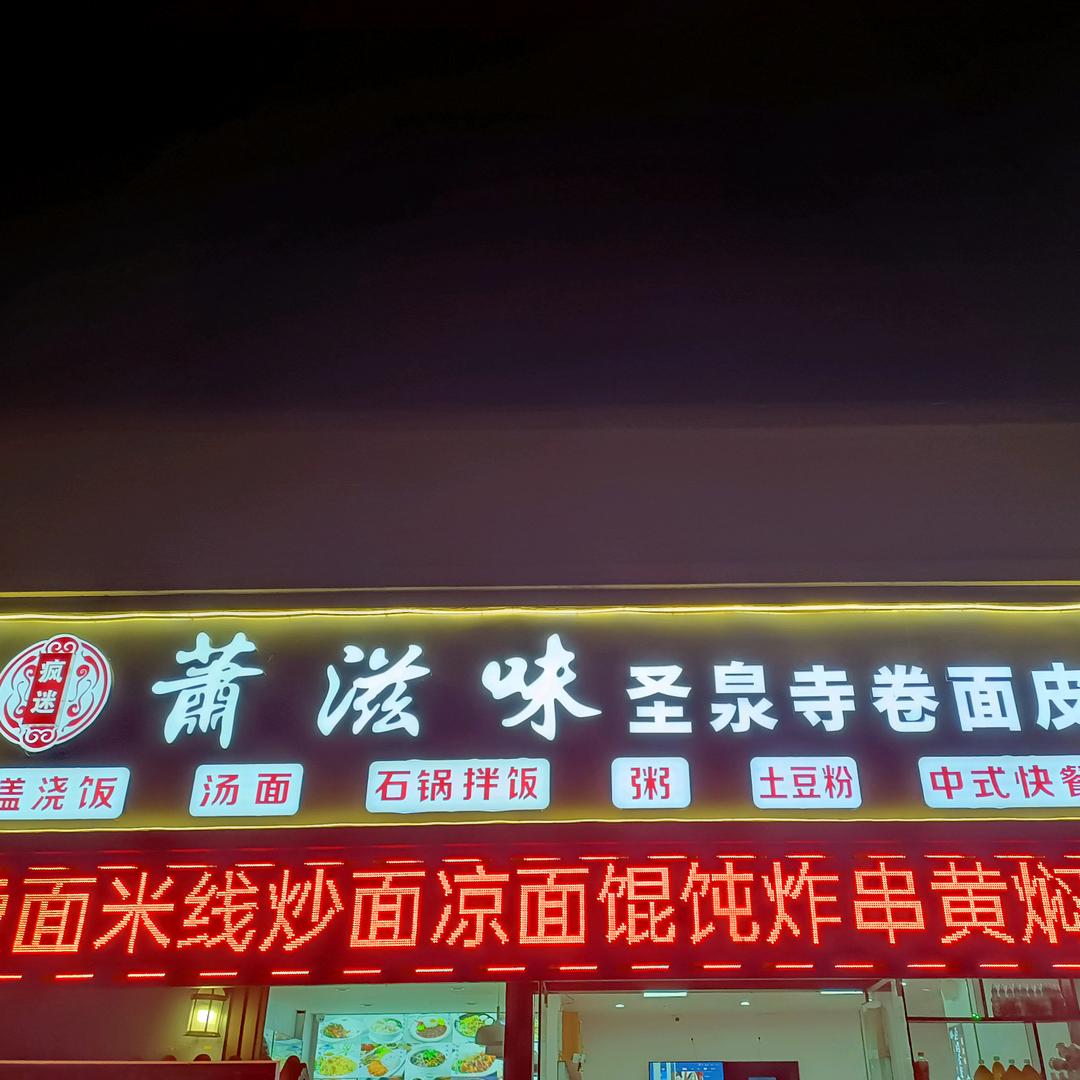 疯迷
萧滋味 圣泉寺卷面皮
盖浇饭 汤面 石锅拌饭 粥 土豆粉 中式快餐
面米线炒面凉面馄饨炸串黄焖